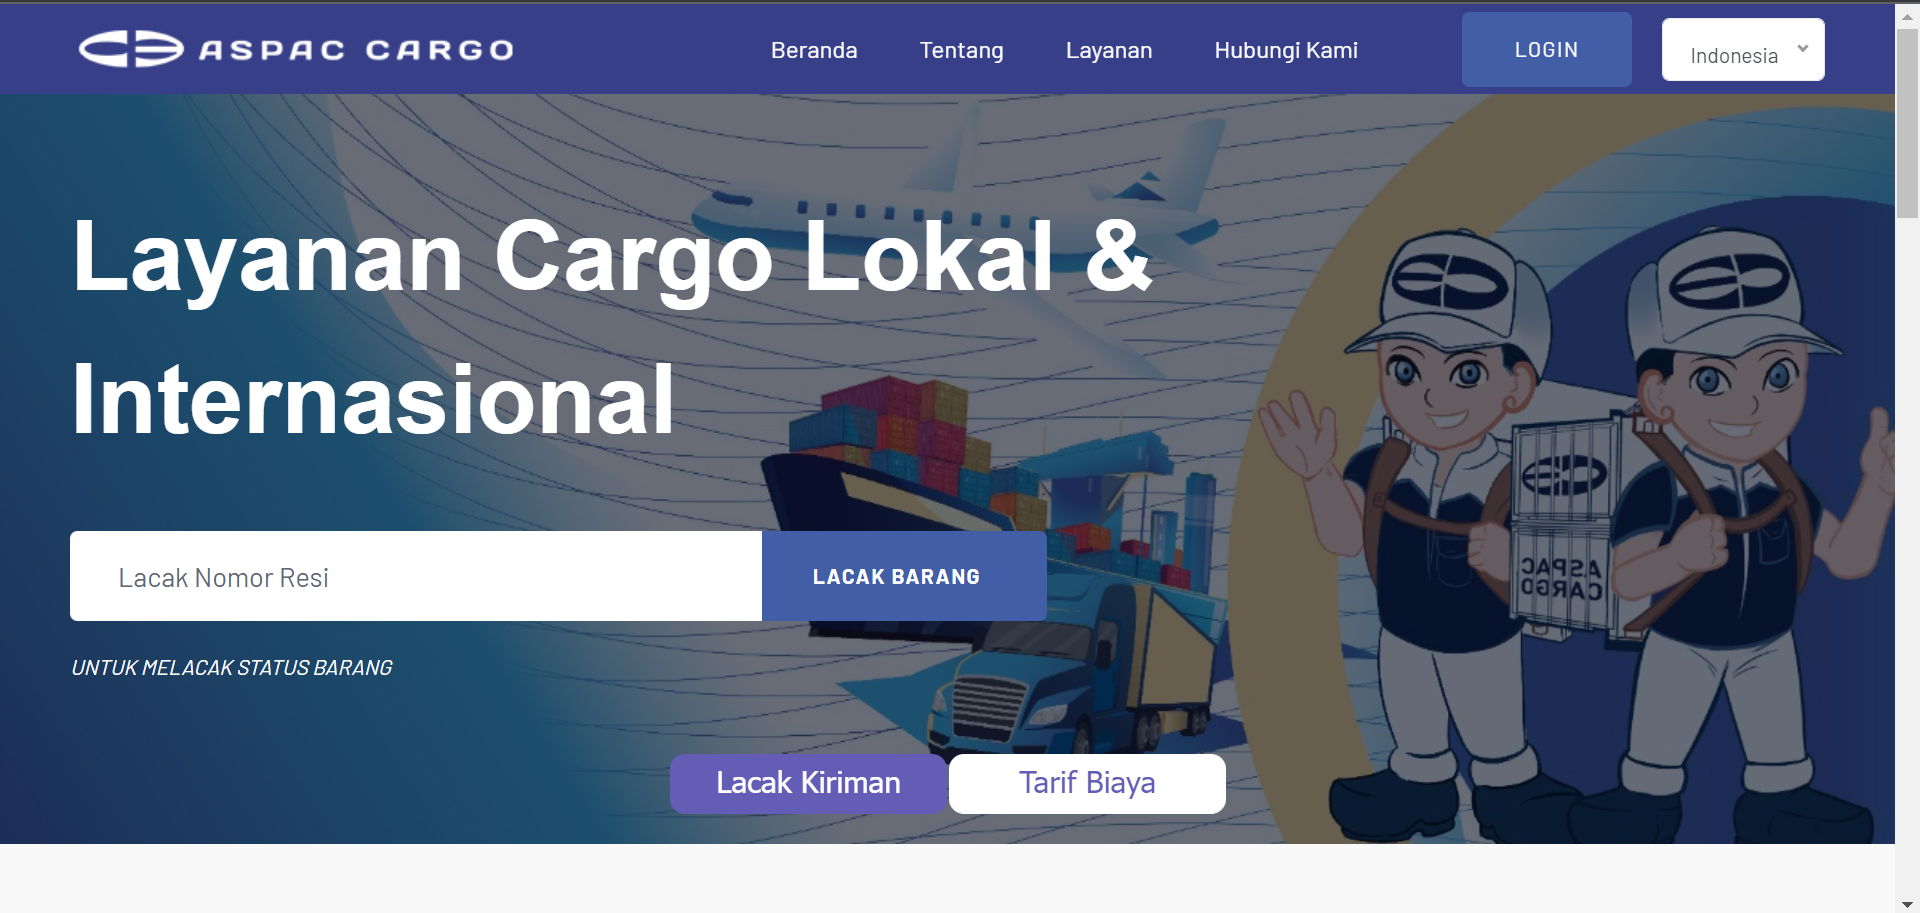 ASPAC CARGO
Beranda
Tentang
Layanan
Hubungi Kami
LOGIN
Indonesia
Layanan Cargo Lokal &
Internasional
Lacak Nomor Resi
LACAK BARANG
UNTUK MELACAK STATUS BARANG
ASPAC
CARGO
Lacak Kiriman
Tarif Biaya